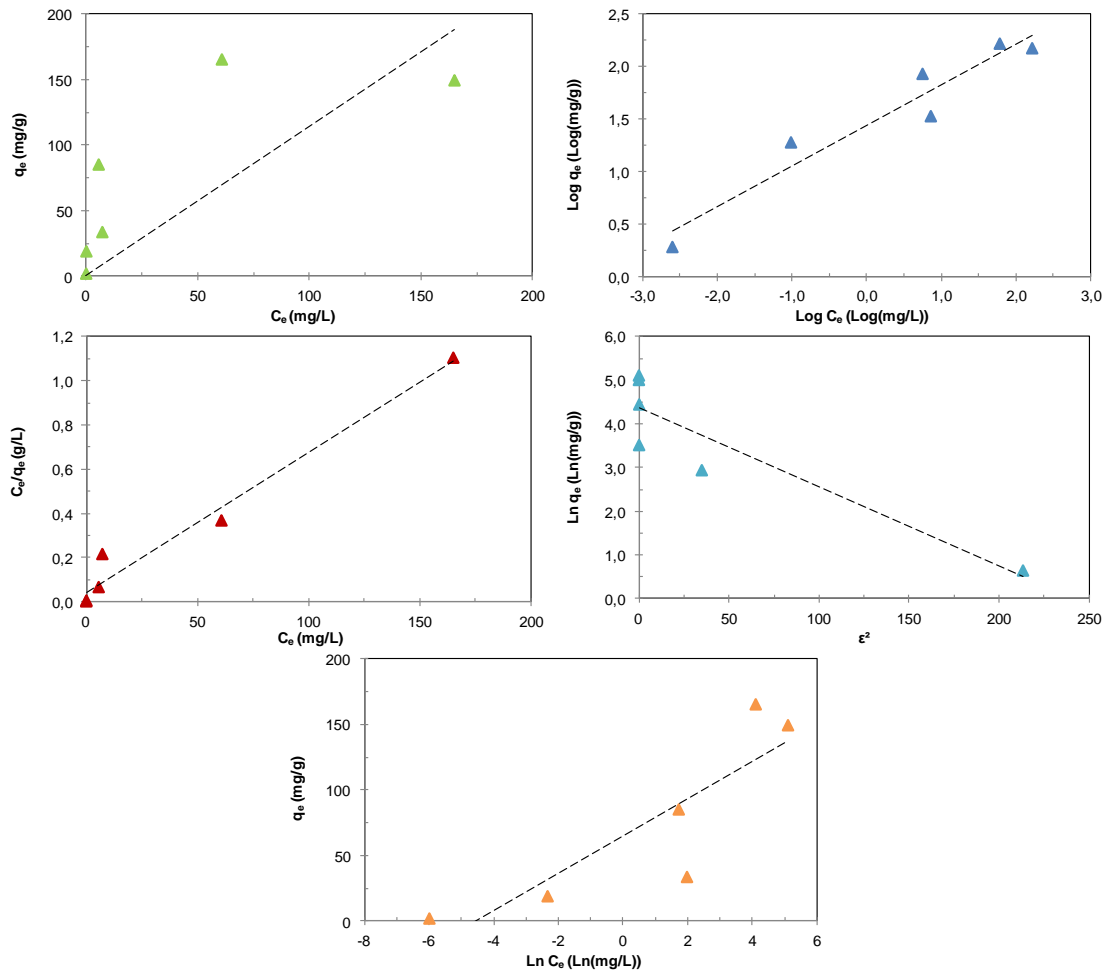 200
150
100
50
0
qₑ (mg/g)
0 50 100 150 200
Cₑ (mg/L)
2,5
2,0
1,5
1,0
0,5
0,0
Log qₑ (Log(mg/g))
-3,0 -1,0 0,0 1,0 2,0 3,0
Log Cₑ (Log(mg/L))
1,2
1,0
0,8
0,6
0,4
0,2
0,0
Cₑ/qₑ (g/L)
0 50 100 150 200
Cₑ (mg/L)
6,0
5,0
4,0
3,0
2,0
1,0
0,0
Ln qₑ (Ln(mg/g))
0 50 100 150 200 250
ε²
200
150
100
50
0
qₑ (mg/g)
-8 -6 -4 -2 0 2 4 6
Ln Cₑ (Ln(mg/L))